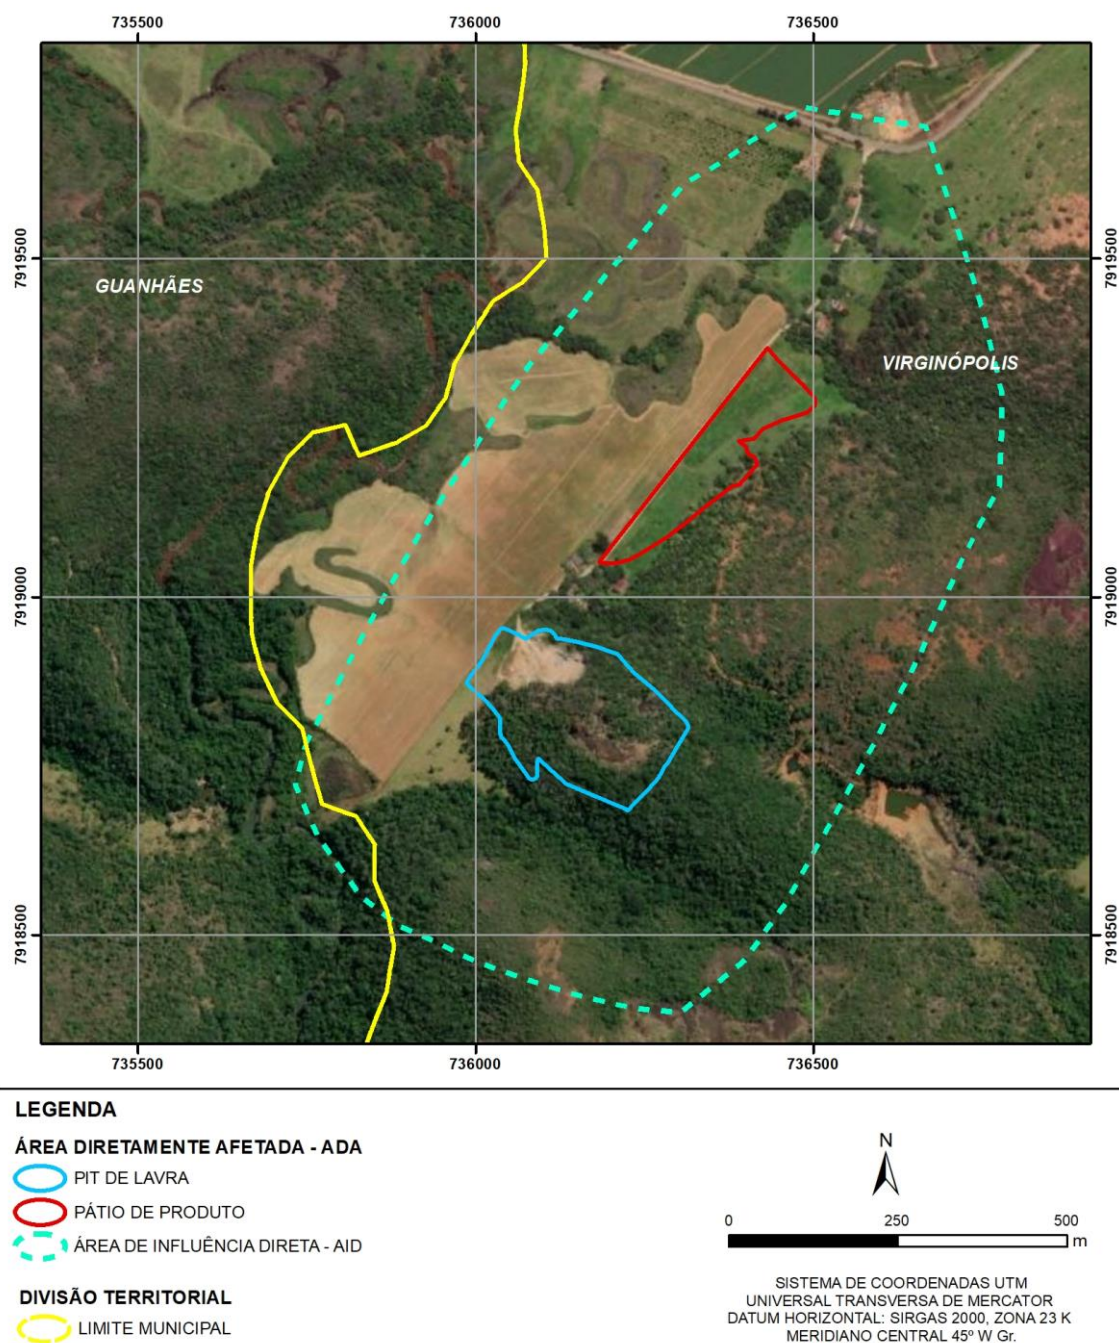 735500 736000 736500
7919500 7919500
GUANHÃES
VIRGINÓPOLIS
7919000 7919000
7918500 7918500
735500 736000 736500
LEGENDA
ÁREA DIRETAMENTE AFETADA - ADA
PIT DE LAVRA
PÁTIO DE PRODUTO
ÁREA DE INFLUÊNCIA DIRETA - AID
DIVISÃO TERRITORIAL
LIMITE MUNICIPAL
N
0 250 500
m
SISTEMA DE COORDENADAS UTM
UNIVERSAL TRANSVERSA DE MERCATOR
DATUM HORIZONTAL: SIRGAS 2000, ZONA 23 K
MERIDIANO CENTRAL 45º W Gr.